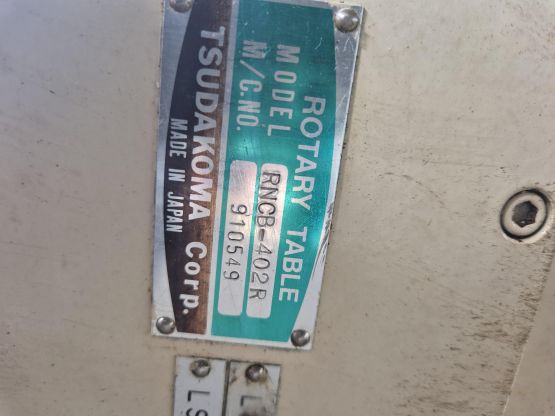 ROTARY TABLE
MODEL RNCB-402R
M/C.NO. 910549
TSUDAKOMA Corp.
MADE IN JAPAN